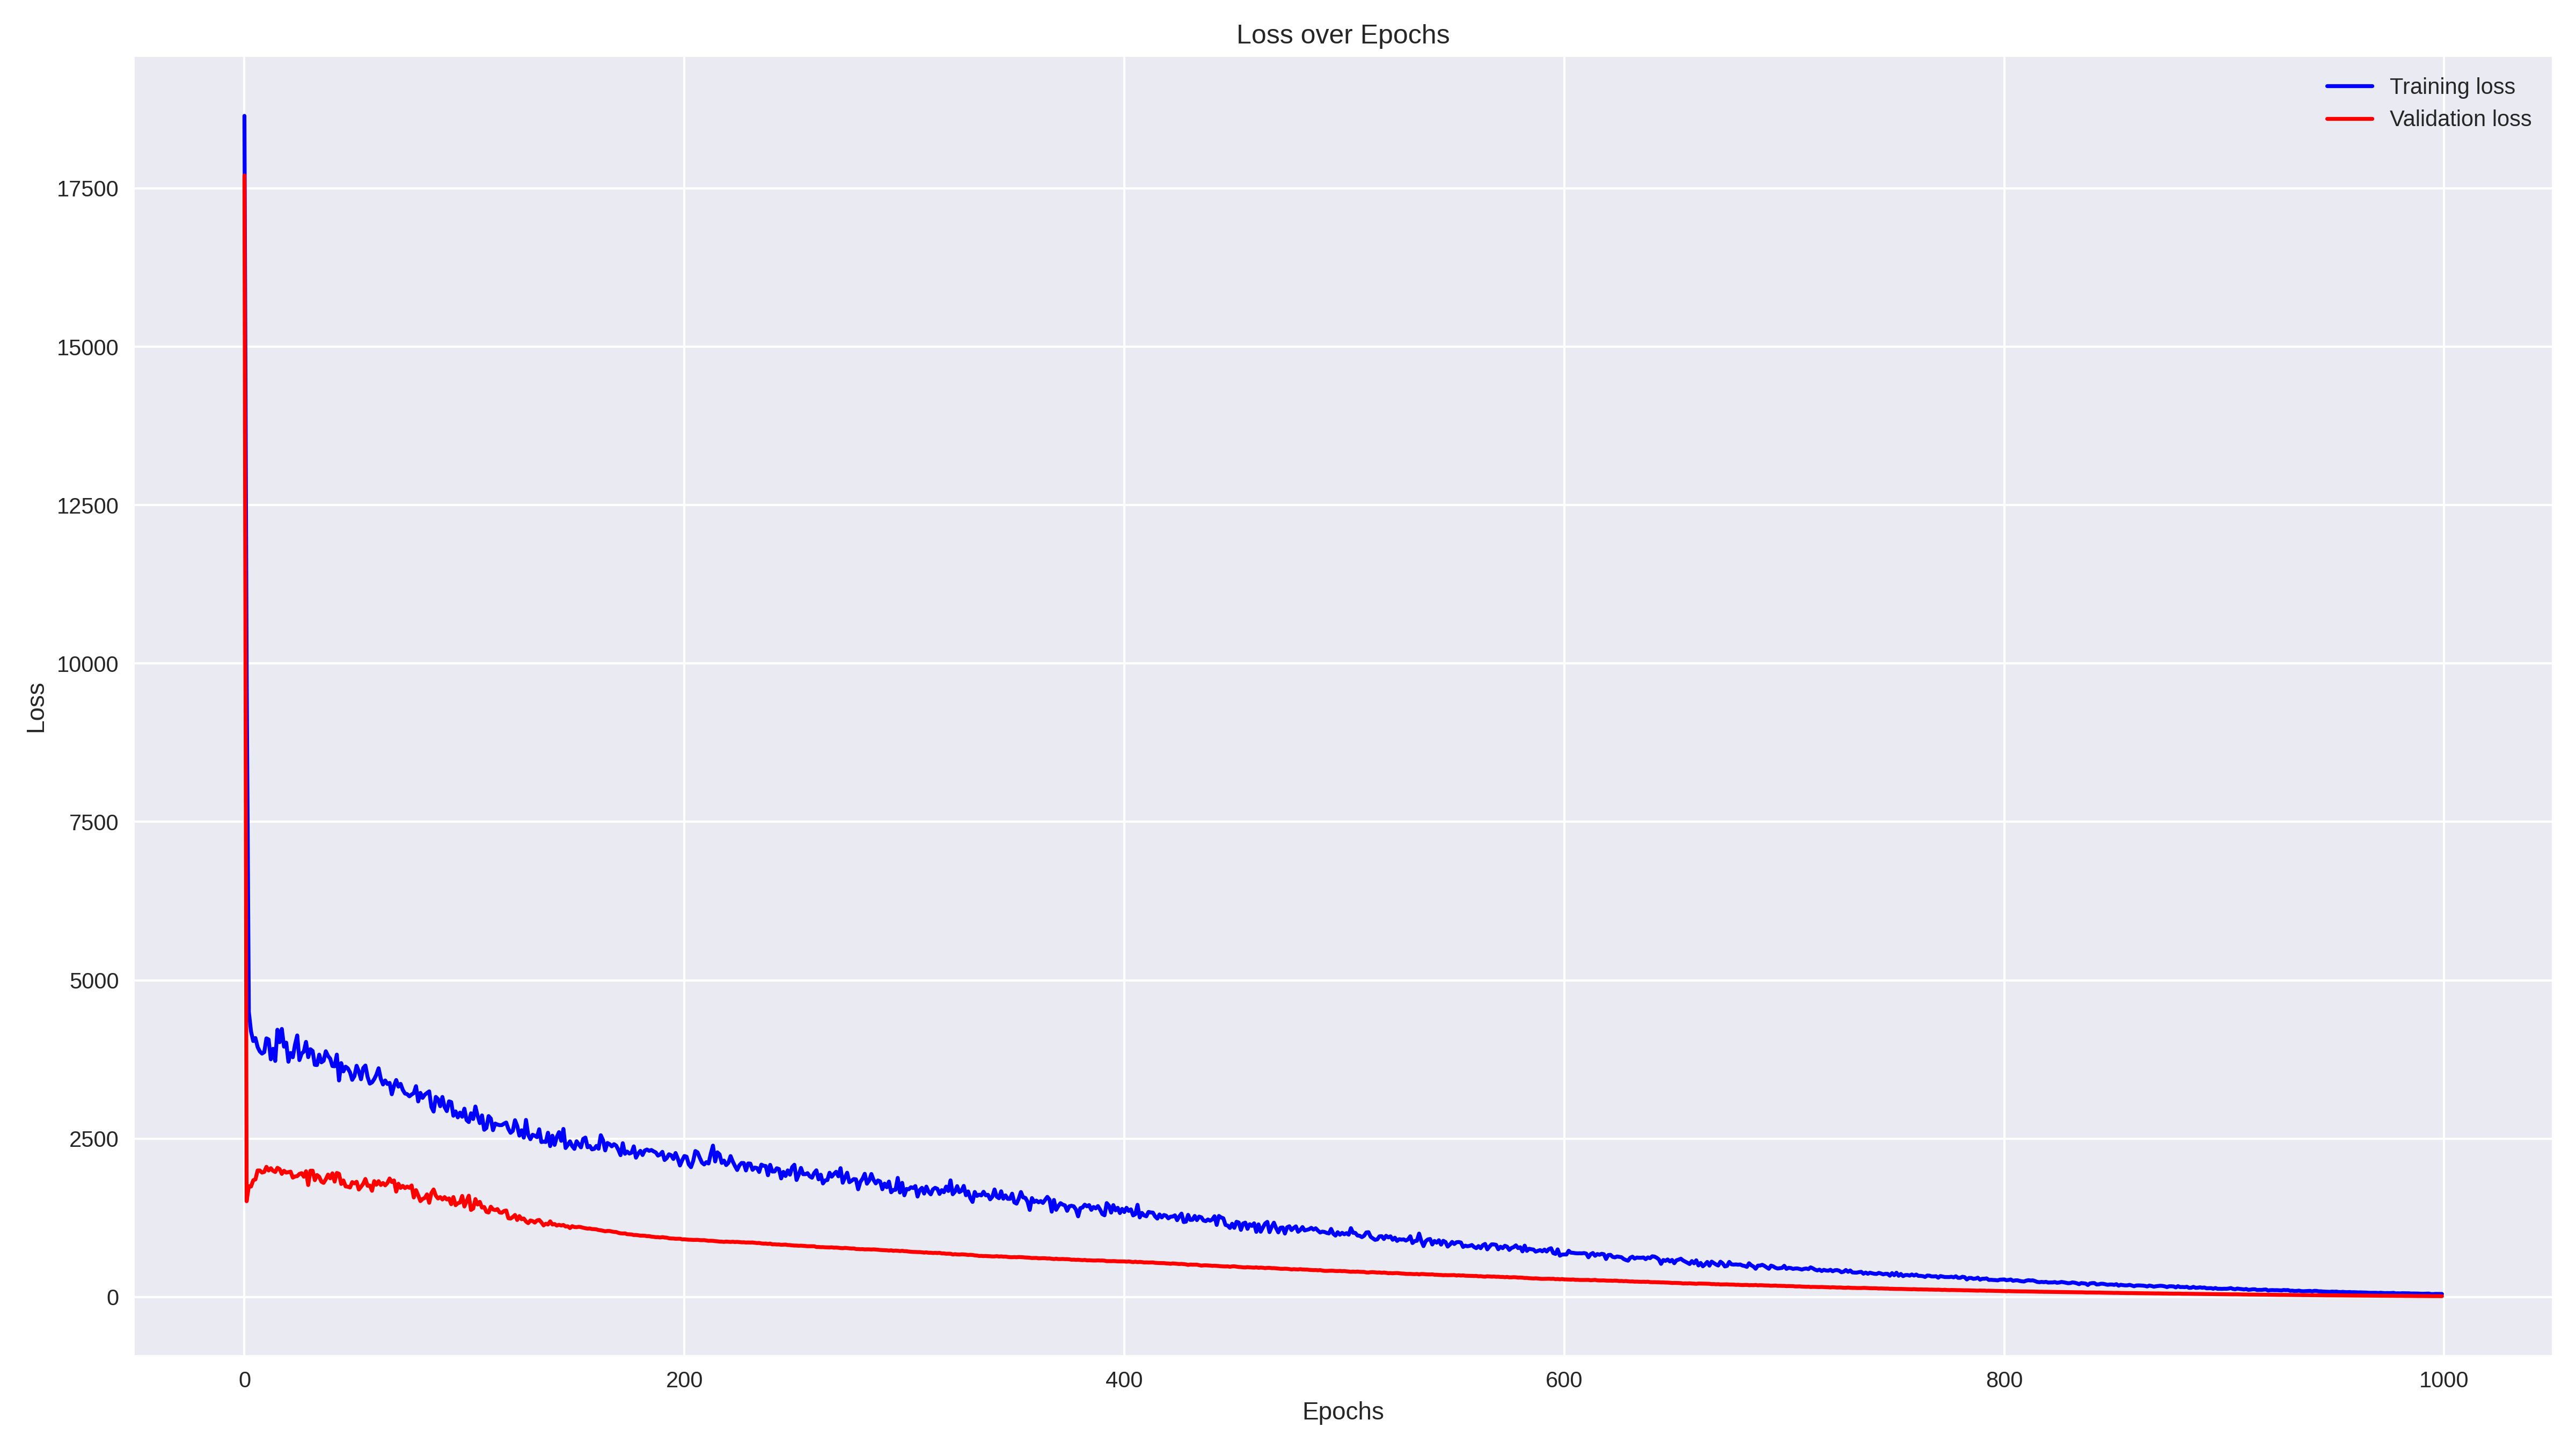 Loss over Epochs
Training loss
Validation loss
17500
15000
12500
10000
7500
5000
2500
0
Loss
0 200 400 600 800 1000
Epochs